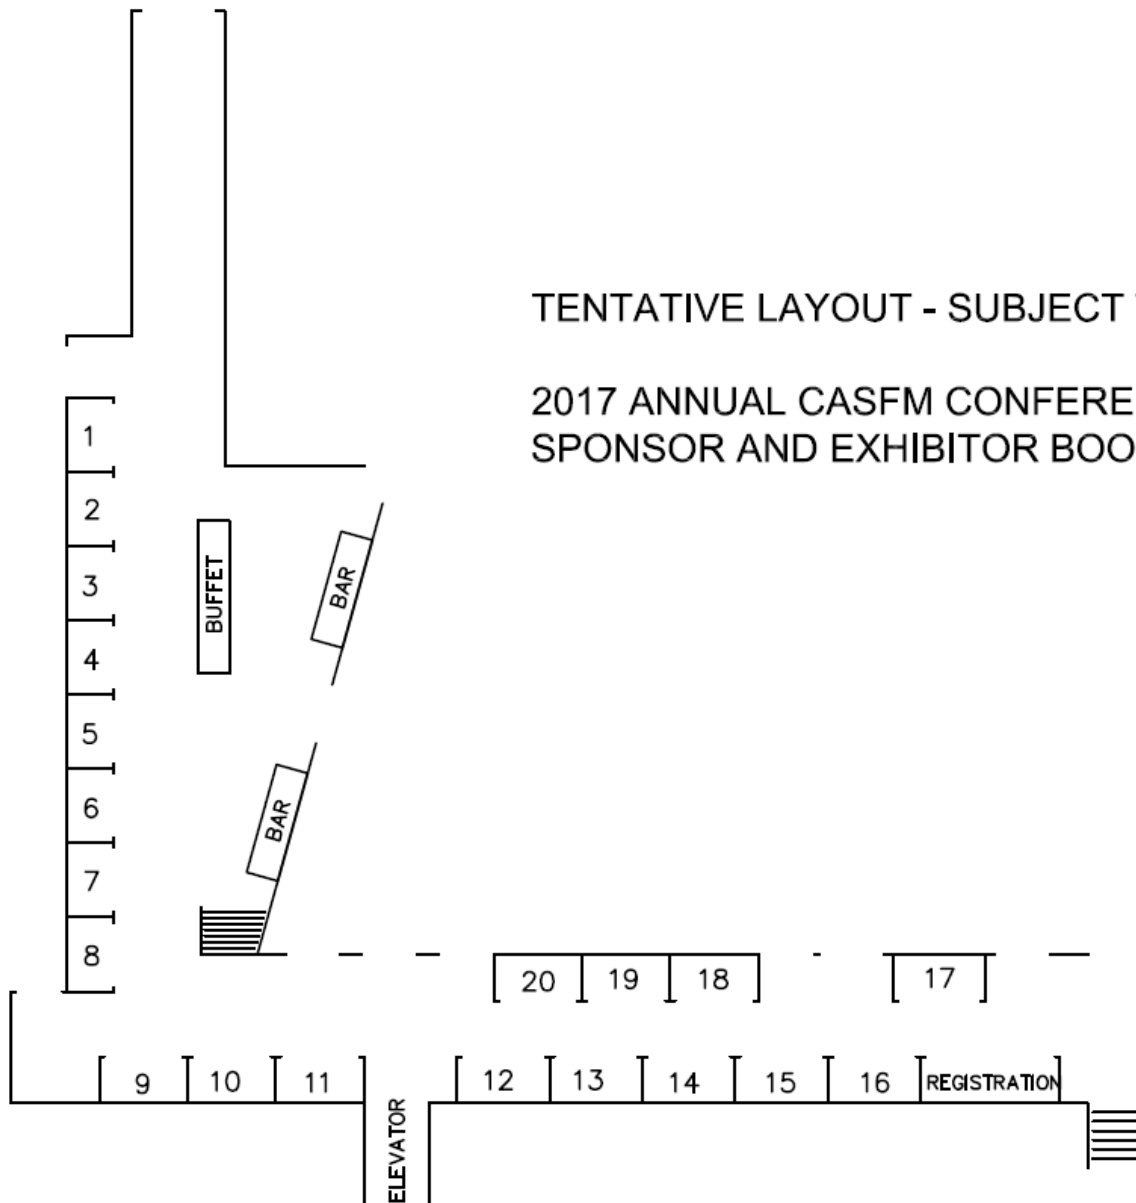 TENTATIVE LAYOUT - SUBJECT
2017 ANNUAL CASFM CONFERE
SPONSOR AND EXHIBITOR BOO
1
2
3
4
5
6
7
8
BUFFET
BAR
BAR
20 19 18 17
9 10 11 12 13 14 15 16 REGISTRATION
ELEVATOR